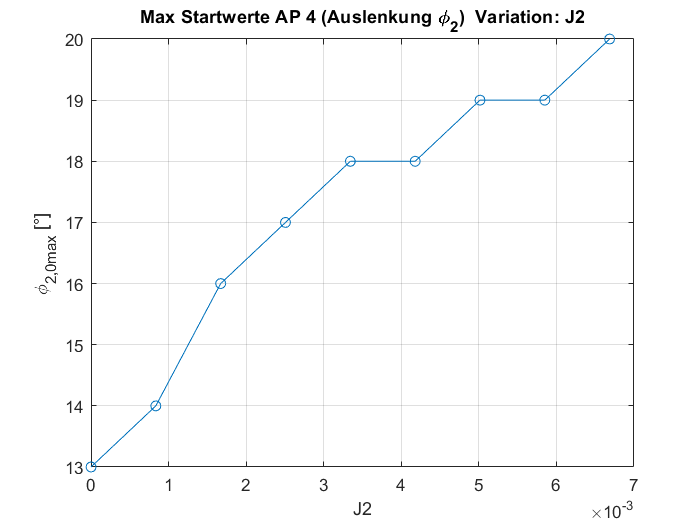 Max Startwerte AP 4 (Auslenkung ϕ₂)  Variation: J2
20
19
18
17
16
15
14
13
ϕ2,0max [°]
0 1 2 3 4 5 6 7
J2
×10⁻³